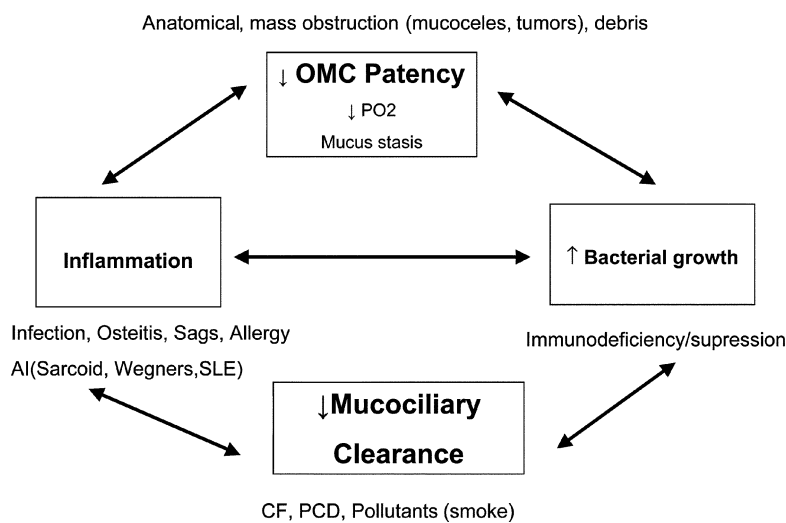 Anatomical, mass obstruction (mucoceles, tumors), debris
↓ OMC Patency
↓ PO2
Mucus stasis
Inflammation
↑ Bacterial growth
Infection, Osteitis, Sags, Allergy
AI(Sarcoid, Wegners,SLE)
Immunodeficiency/supression
↓Mucociliary
Clearance
CF, PCD, Pollutants (smoke)